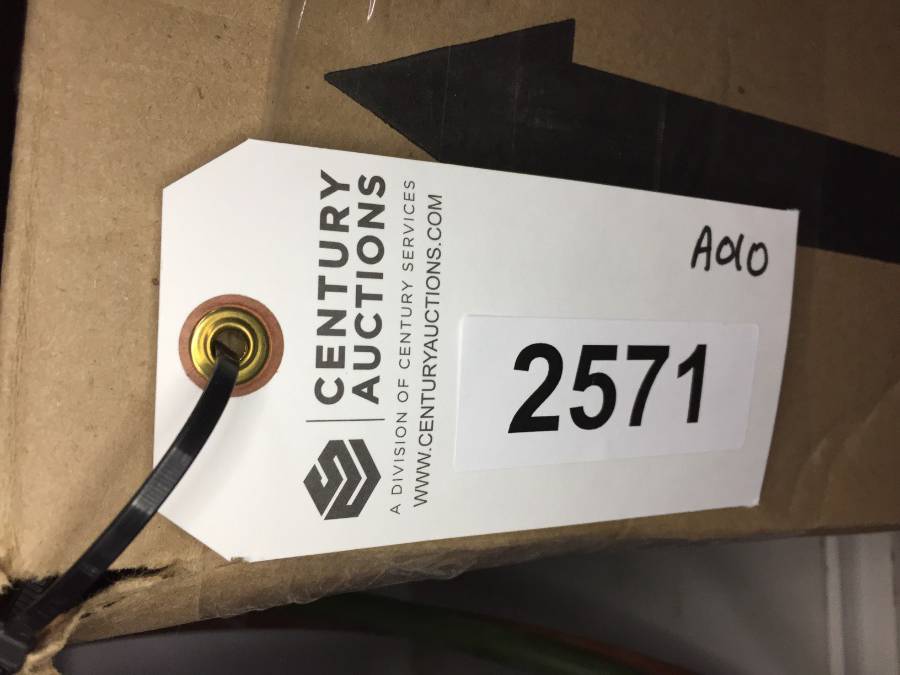 CENTURY
AUCTIONS
A DIVISION OF CENTURY SERVICES
WWW.CENTURYAUCTIONS.COM
2571
A010